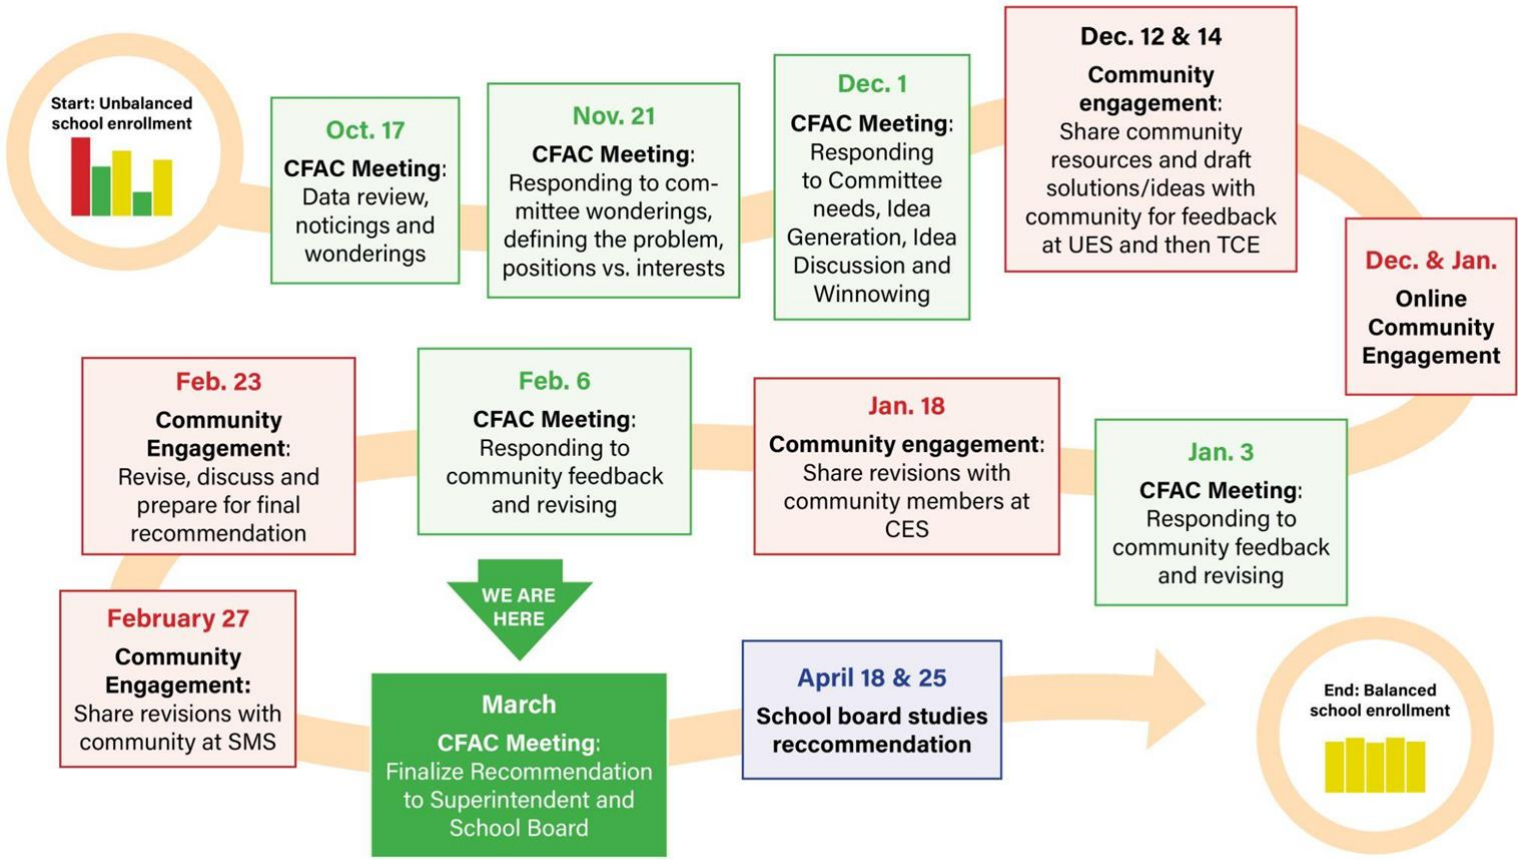 Start: Unbalanced
school enrollment
Oct. 17
CFAC Meeting:
Data review,
noticings and
wonderings
Nov. 21
CFAC Meeting:
Responding to com-
mittee wonderings,
defining the problem,
positions vs. interests
Dec. 1
CFAC Meeting:
Responding
to Committee
needs, Idea
Generation, Idea
Discussion and
Winnowing
Dec. 12 & 14
Community
engagement:
Share community
resources and draft
solutions/ideas with
community for feedback
at UES and then TCE
Dec. & Jan.
Online
Community
Engagement
Jan. 3
CFAC Meeting:
Responding to
community feedback
and revising
Jan. 18
Community engagement:
Share revisions with
community members at
CES
Feb. 6
CFAC Meeting:
Responding to
community feedback
and revising
Feb. 23
Community
Engagement:
Revise, discuss and
prepare for final
recommendation
February 27
Community
Engagement:
Share revisions with
community at SMS
WE ARE
HERE
March
CFAC Meeting:
Finalize Recommendation
to Superintendent and
School Board
April 18 & 25
School board studies
reccommendation
End: Balanced
school enrollment